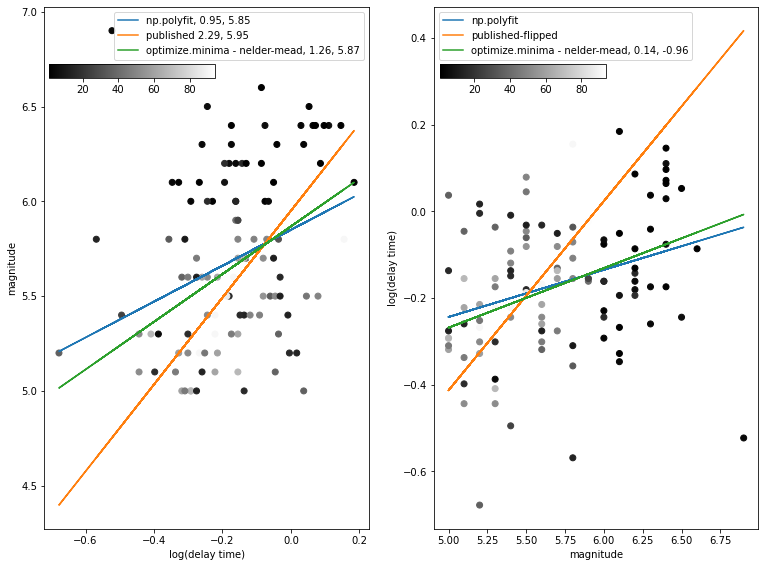 np.polyfit, 0.95, 5.85
published 2.29, 5.95
optimize.minima - nelder-mead, 1.26, 5.87
20 40 60 80
7.0
6.5
6.0
5.5
5.0
4.5
magnitude
−0.6 −0.4 −0.2 0.0
log(delay time)
np.polyfit
published-flipped
optimize.minima - nelder-mead, 0.14, -0.96
20 40 60 80
0.4
0.2
0.0
−0.2
−0.4
−0.6
log(delay time)
5.00 5.25 5.50 5.75 6.00 6.25 6.50 6.75
magnitude